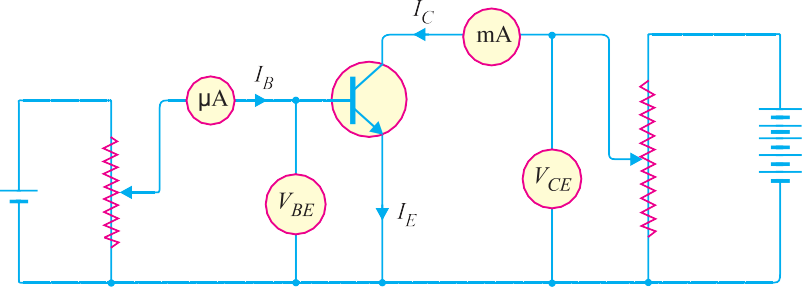 I_C
mA
I_B
μA
V_CE
V_BE
I_E